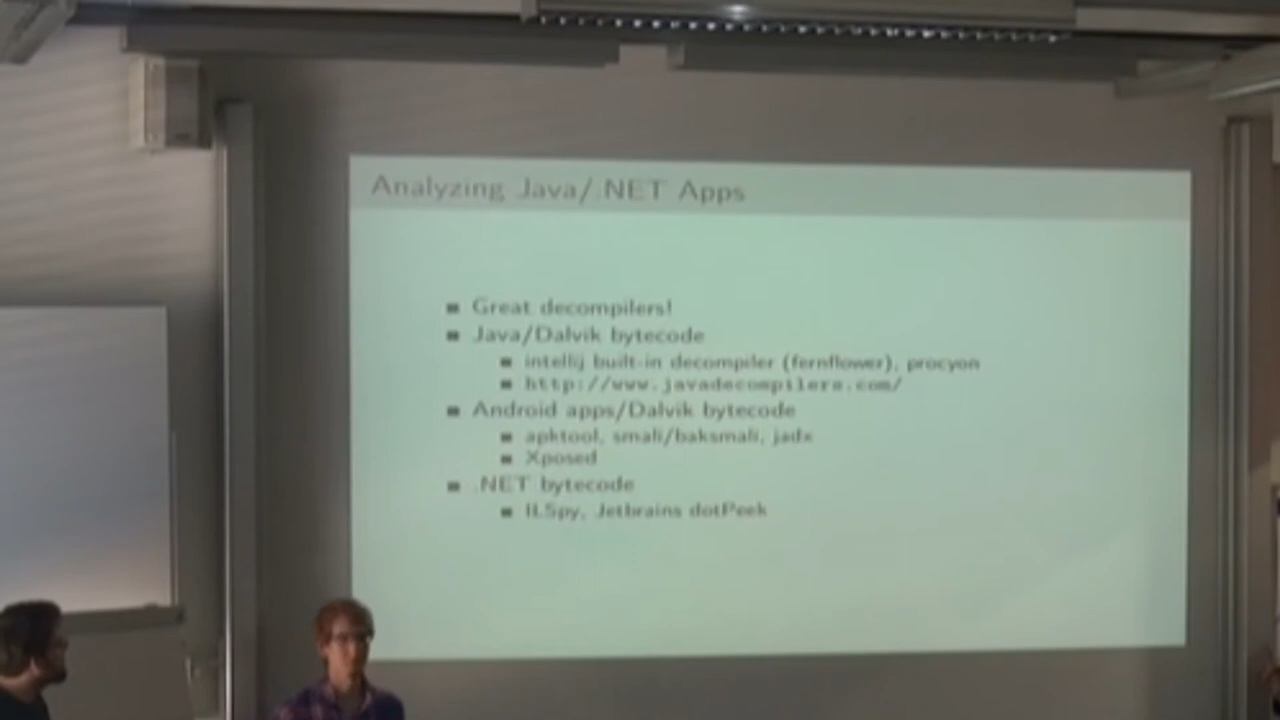 Analyzing Java/.NET Apps
Great decompilers!
Java/Dalvik bytecode
intellij built-in decompiler (fernflower), procyon
http://www.javadecompilers.com/
Android apps/Dalvik bytecode
apktool, smali/baksmali, jadx
Xposed
.NET bytecode
ILSpy, Jetbrains dotPeek